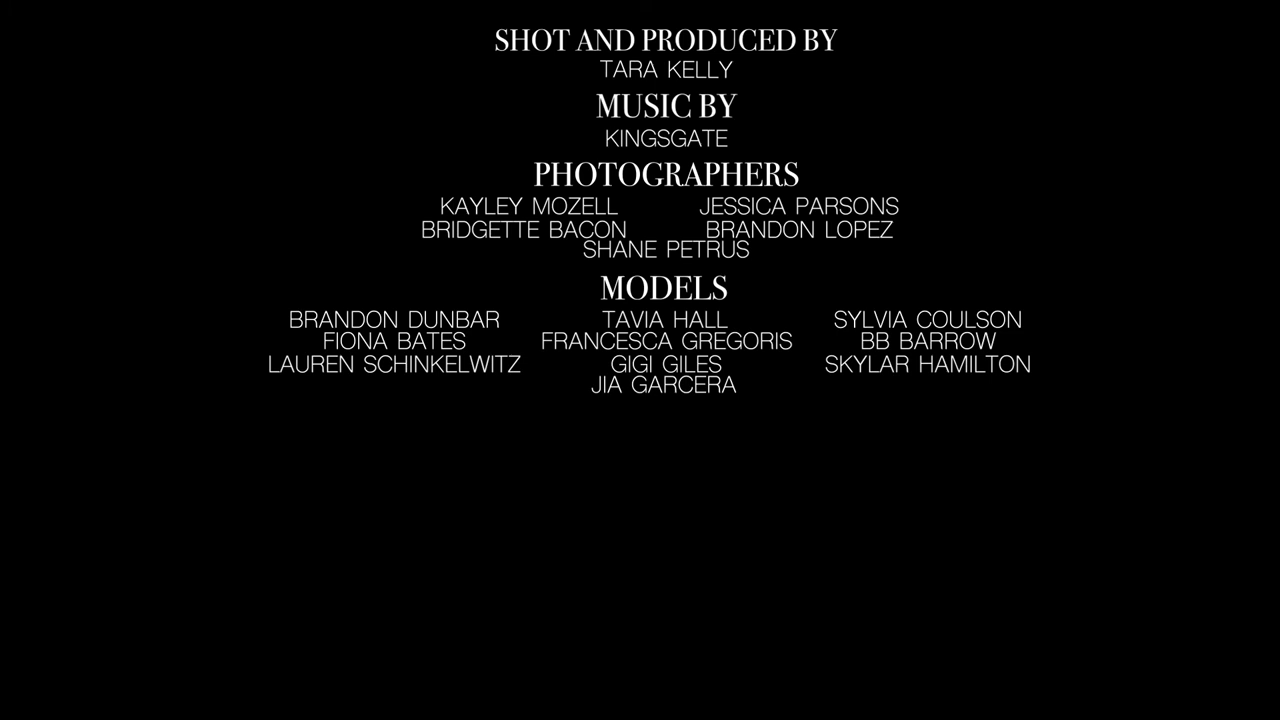 SHOT AND PRODUCED BY
TARA KELLY
MUSIC BY
KINGSGATE
PHOTOGRAPHERS
KAYLEY MOZELL JESSICA PARSONS
BRIDGETTE BACON BRANDON LOPEZ
SHANE PETRUS
MODELS
BRANDON DUNBAR TAVIA HALL SYLVIA COULSON
FIONA BATES FRANCESCA GREGORIS BB BARROW
LAUREN SCHINKELWITZ GIGI GILES SKYLAR HAMILTON
JIA GARCERA